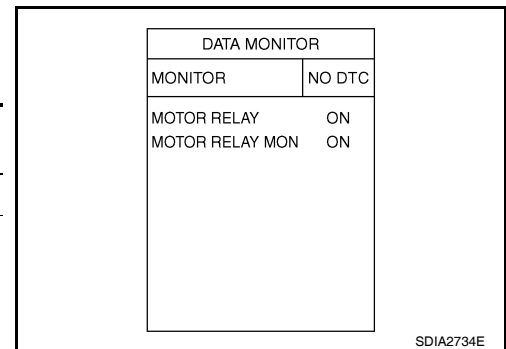 DATA MONITOR
MONITOR NO DTC
MOTOR RELAY ON
MOTOR RELAY MON ON
SDIA2734E